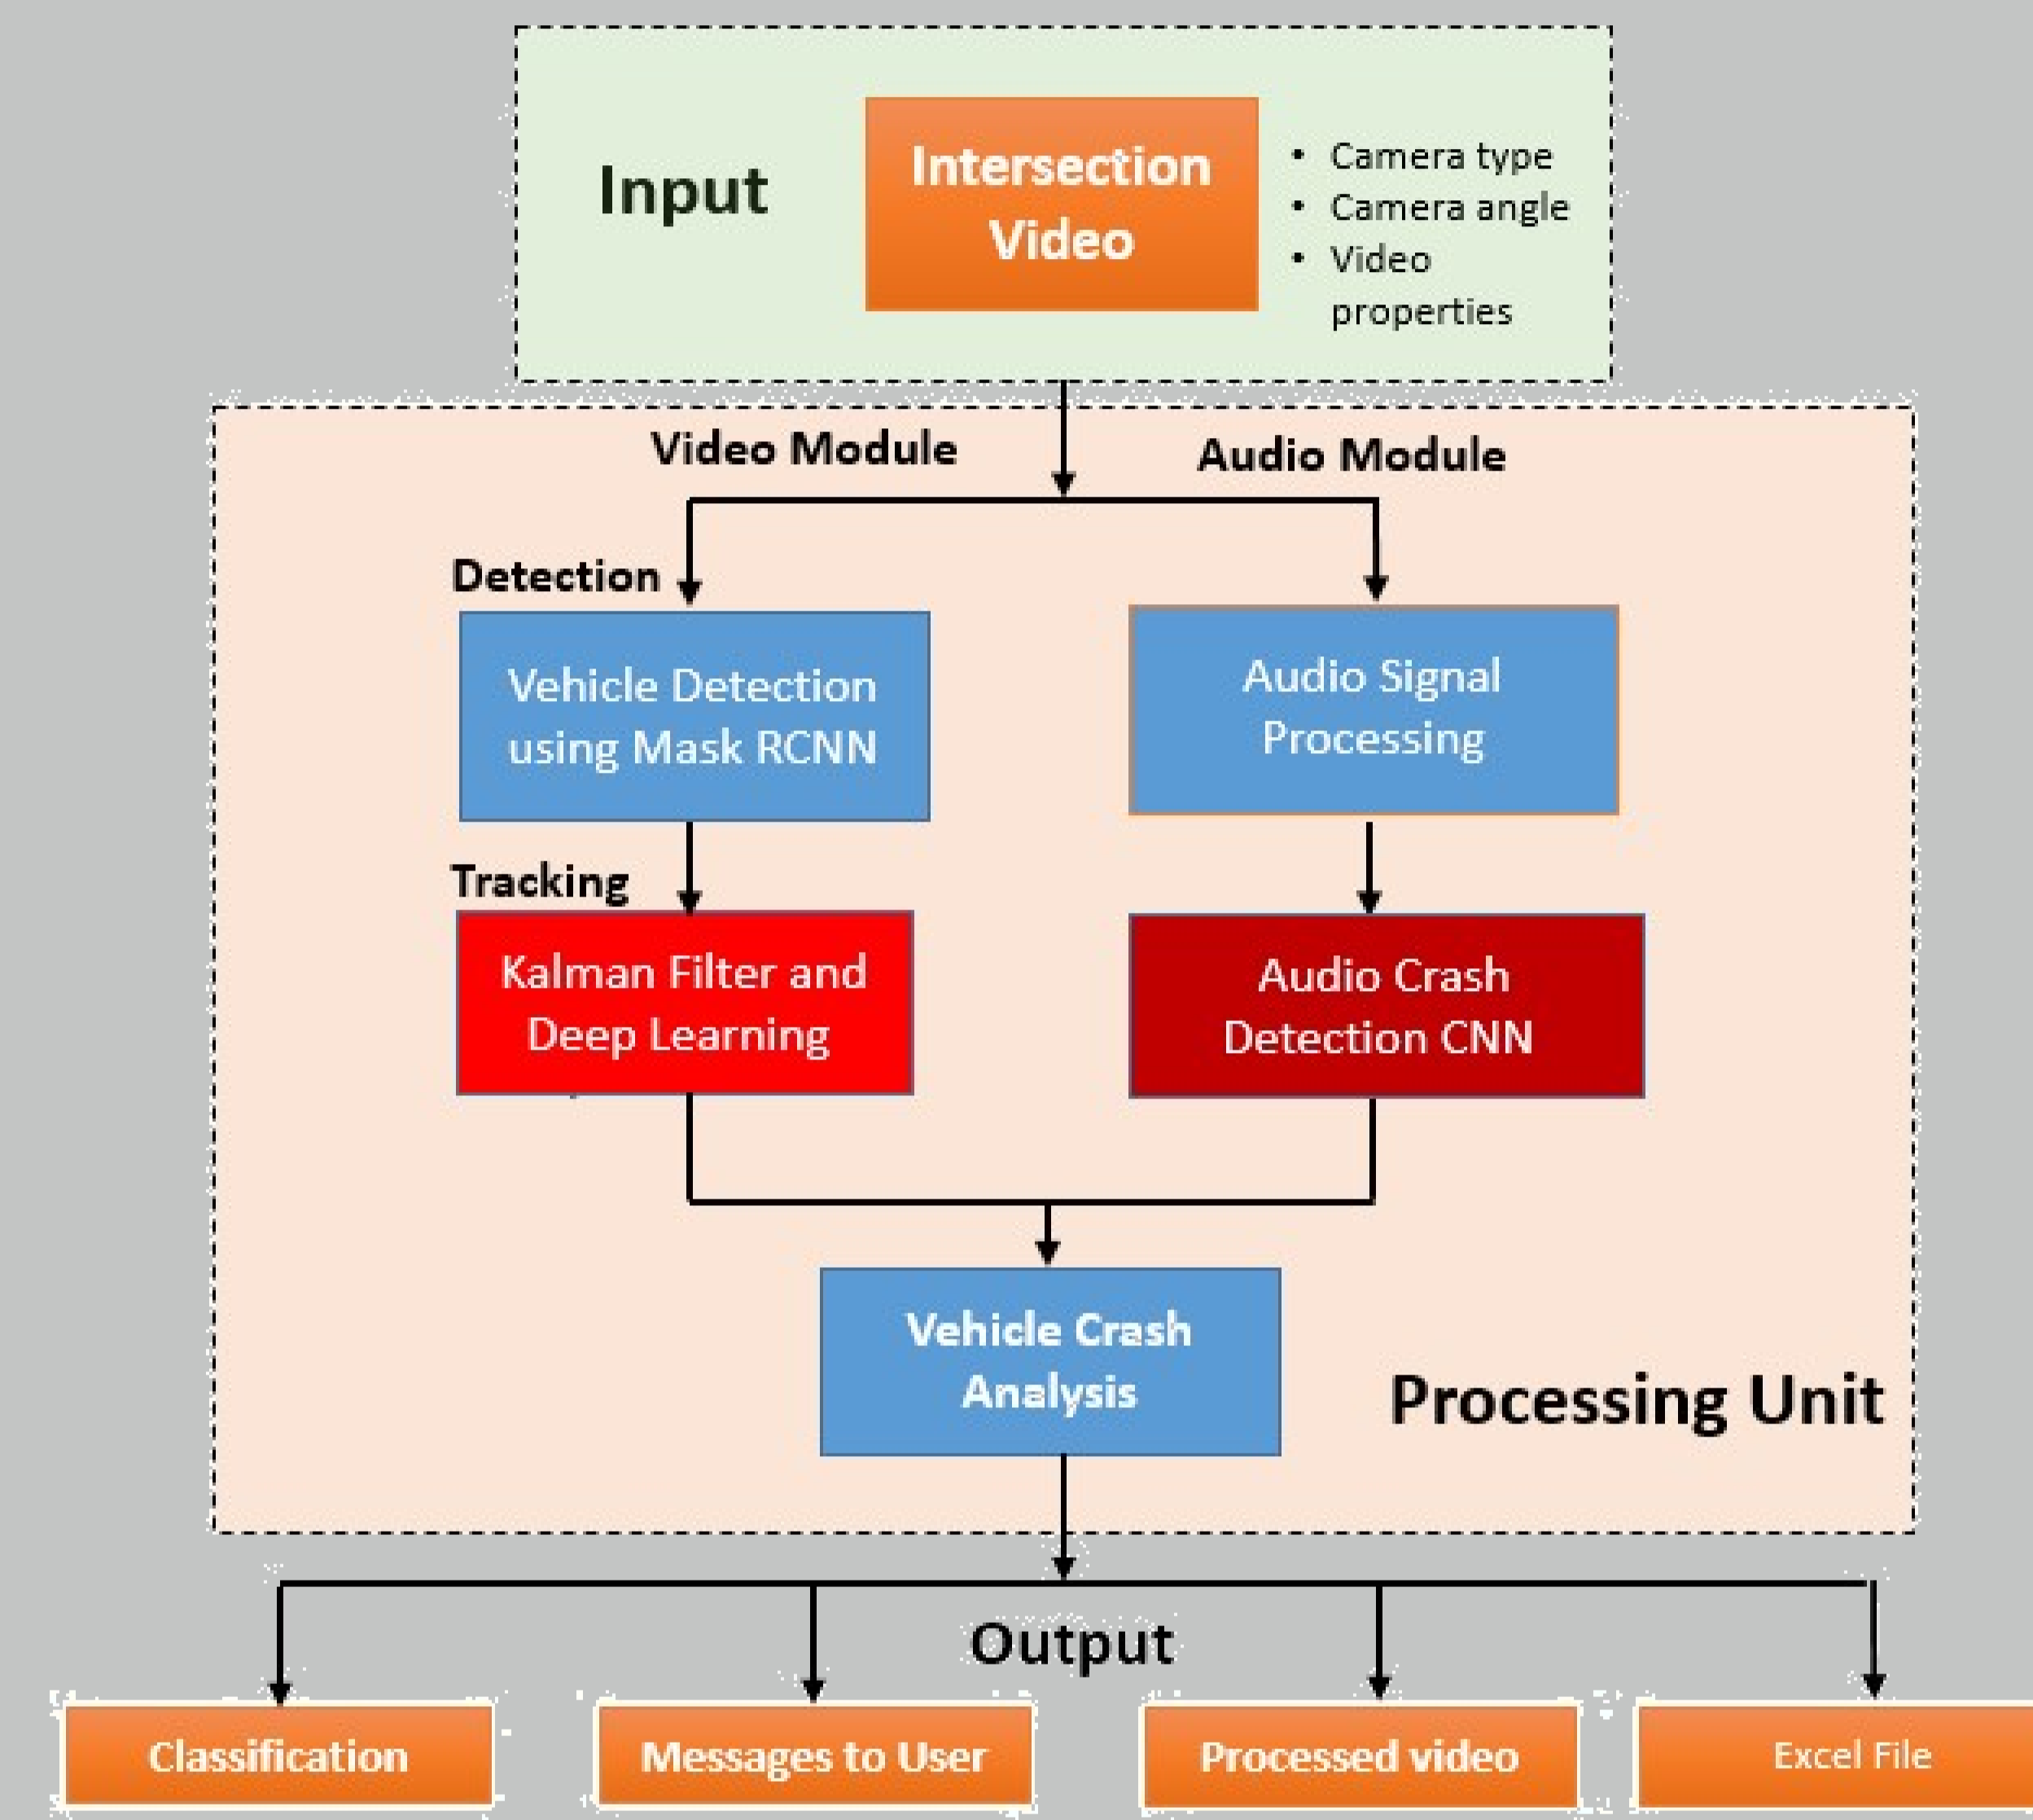 Input
Intersection
Video
• Camera type
• Camera angle
• Video
properties
Video Module
Audio Module
Detection
Vehicle Detection
using Mask RCNN
Audio Signal
Processing
Tracking
Kalman Filter and
Deep Learning
Audio Crash
Detection CNN
Vehicle Crash
Analysis
Processing Unit
Output
Classification
Messages to User
Processed video
Excel File